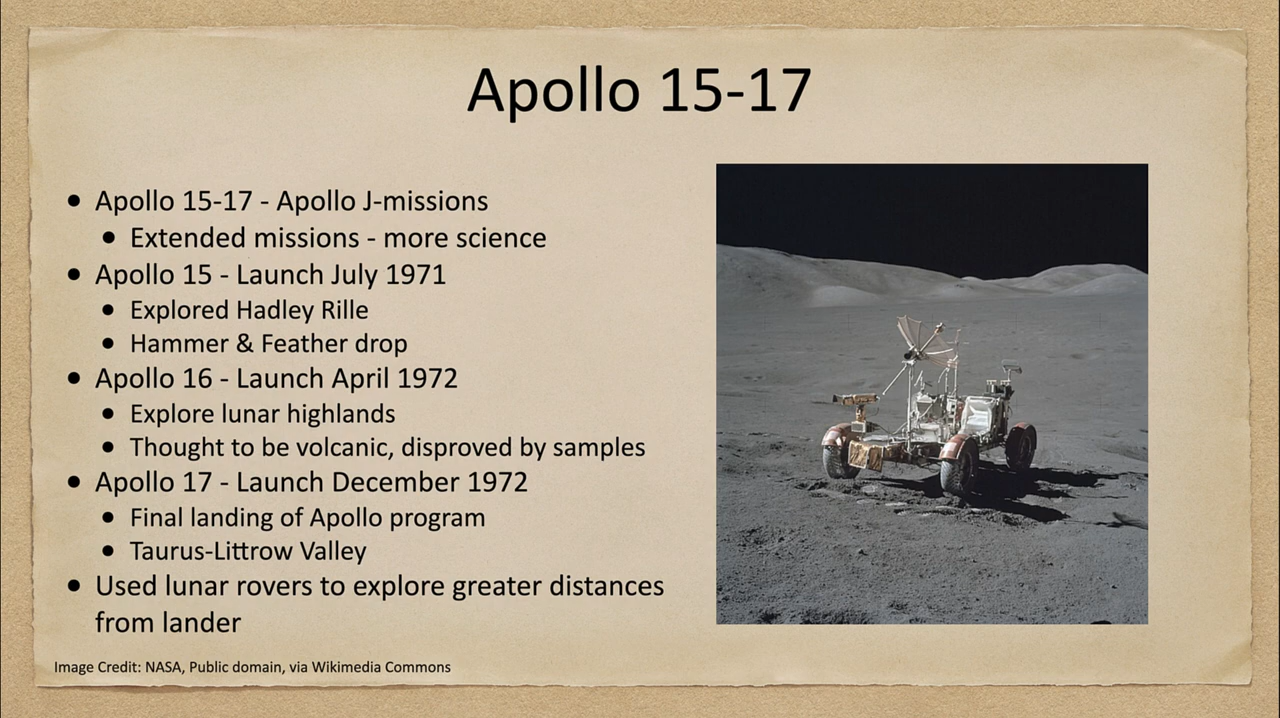 Apollo 15-17
• Apollo 15-17 - Apollo J-missions
• Extended missions - more science
• Apollo 15 - Launch July 1971
• Explored Hadley Rille
• Hammer & Feather drop
• Apollo 16 - Launch April 1972
• Explore lunar highlands
• Thought to be volcanic, disproved by samples
• Apollo 17 - Launch December 1972
• Final landing of Apollo program
• Taurus-Littrow Valley
• Used lunar rovers to explore greater distances
from lander
Image Credit: NASA, Public domain, via Wikimedia Commons